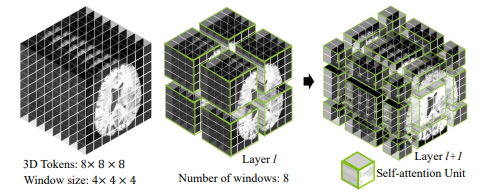 3D Tokens: 8× 8 × 8
Window size: 4× 4 × 4
Layer l
Number of windows: 8
Layer l+1
Self-attention Unit